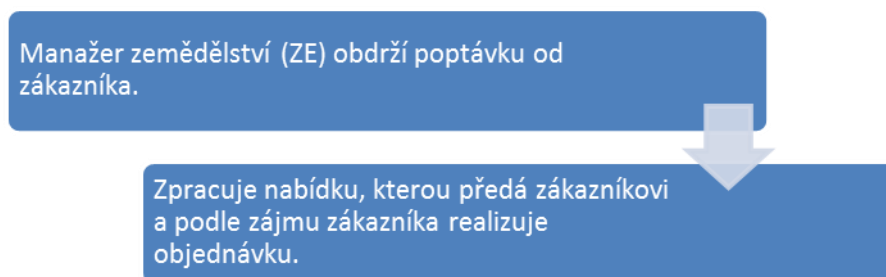 Manažer zemědělství (ZE) obdrží poptávku od
zákazníka.
Zpracuje nabídku, kterou předá zákazníkovi
a podle zájmu zákazníka realizuje
objednávku.